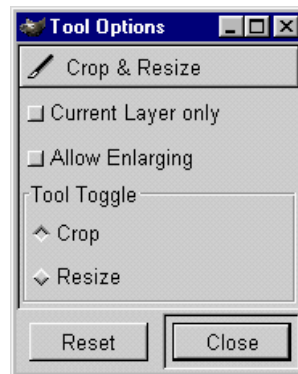 Tool Options
Crop & Resize
Current Layer only
Allow Enlarging
Tool Toggle
Crop
Resize
Reset
Close